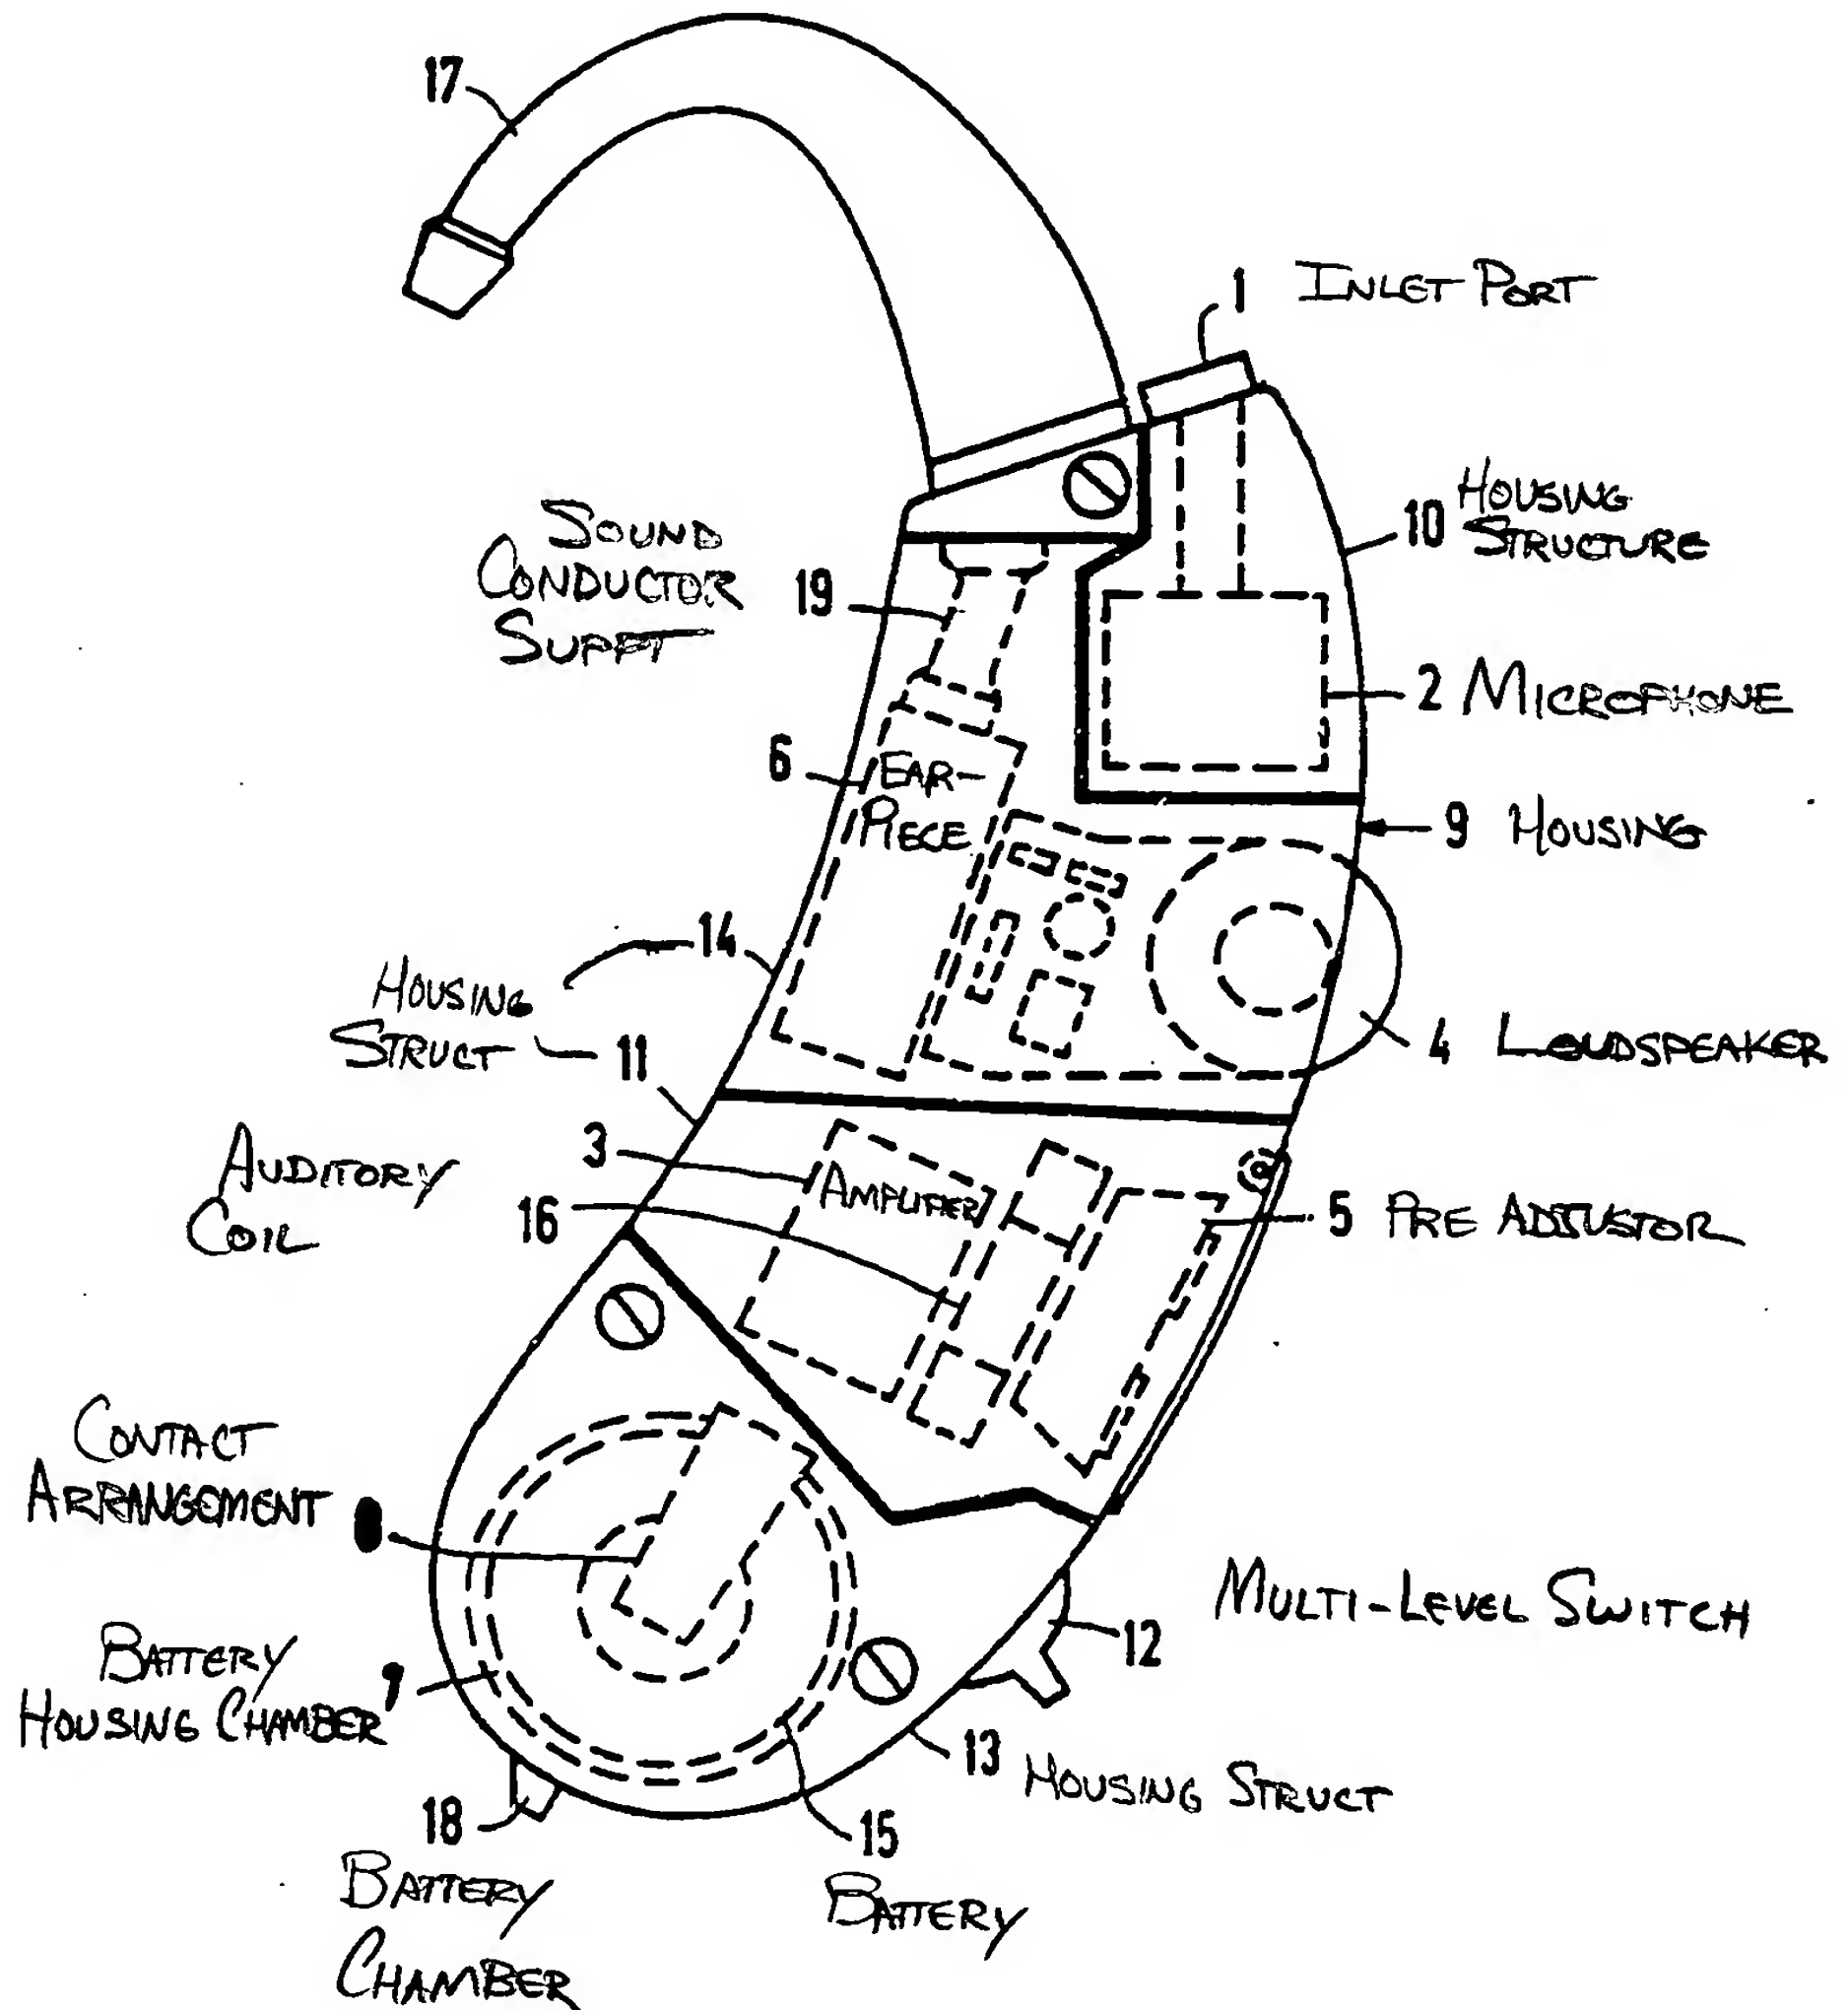 17
1 INLET PORT
10 HOUSING
STRUCTURE
SOUND
CONDUCTOR
SUPPT
19
2 MICROPHONE
6
EAR-
PIECE
9 HOUSING
14
HOUSING
STRUCT
11
4 LOUDSPEAKER
3
AMPLIFIER
AUDITORY
COIL
16
5 PRE ADJUSTOR
CONTACT
ARRANGEMENT
MULTI-LEVEL SWITCH
12
BATTERY
HOUSING CHAMBER
13 HOUSING STRUCT
18
BATTERY
CHAMBER
15
BATTERY